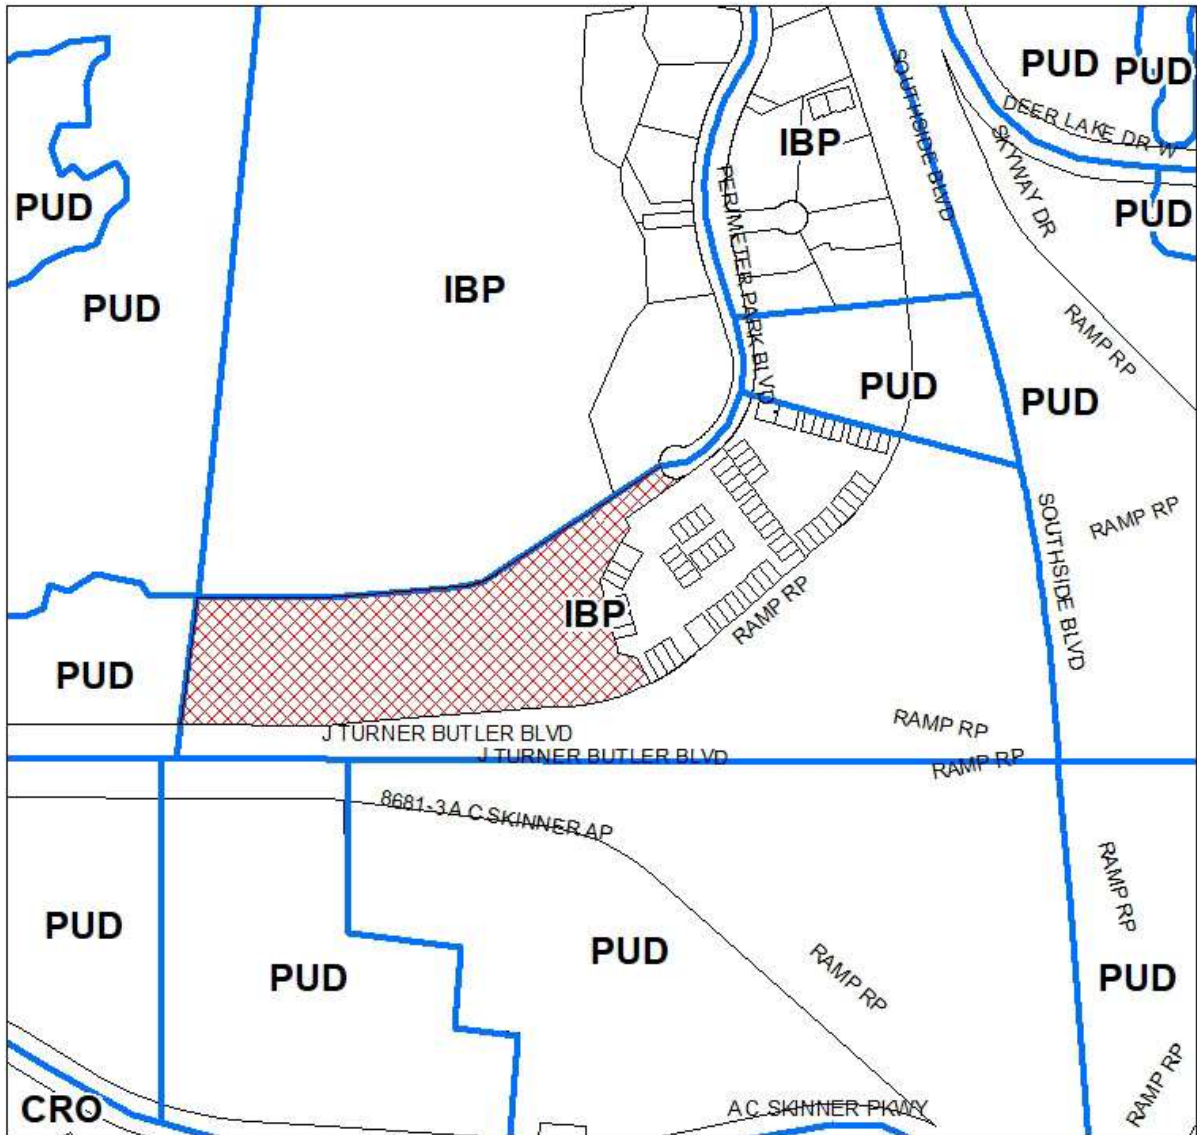 PUD
PUD
DEER LAKE DR W
SOUTHSIDE BLVD
SKYWAY DR
IBP
PERIMETER PARK BLVD
PUD
PUD
PUD
IBP
RAMP RP
PUD
PUD
RAMP RP
SOUTHSIDE BLVD
IBP
RAMP RP
PUD
RAMP RP
J TURNER BUTLER BLVD
J TURNER BUTLER BLVD
RAMP RP
8681-3 A C SKINNER AP
RAMP RP
PUD
PUD
PUD
RAMP RP
PUD
RAMP RP
CRO
A C SKINNER PKWY